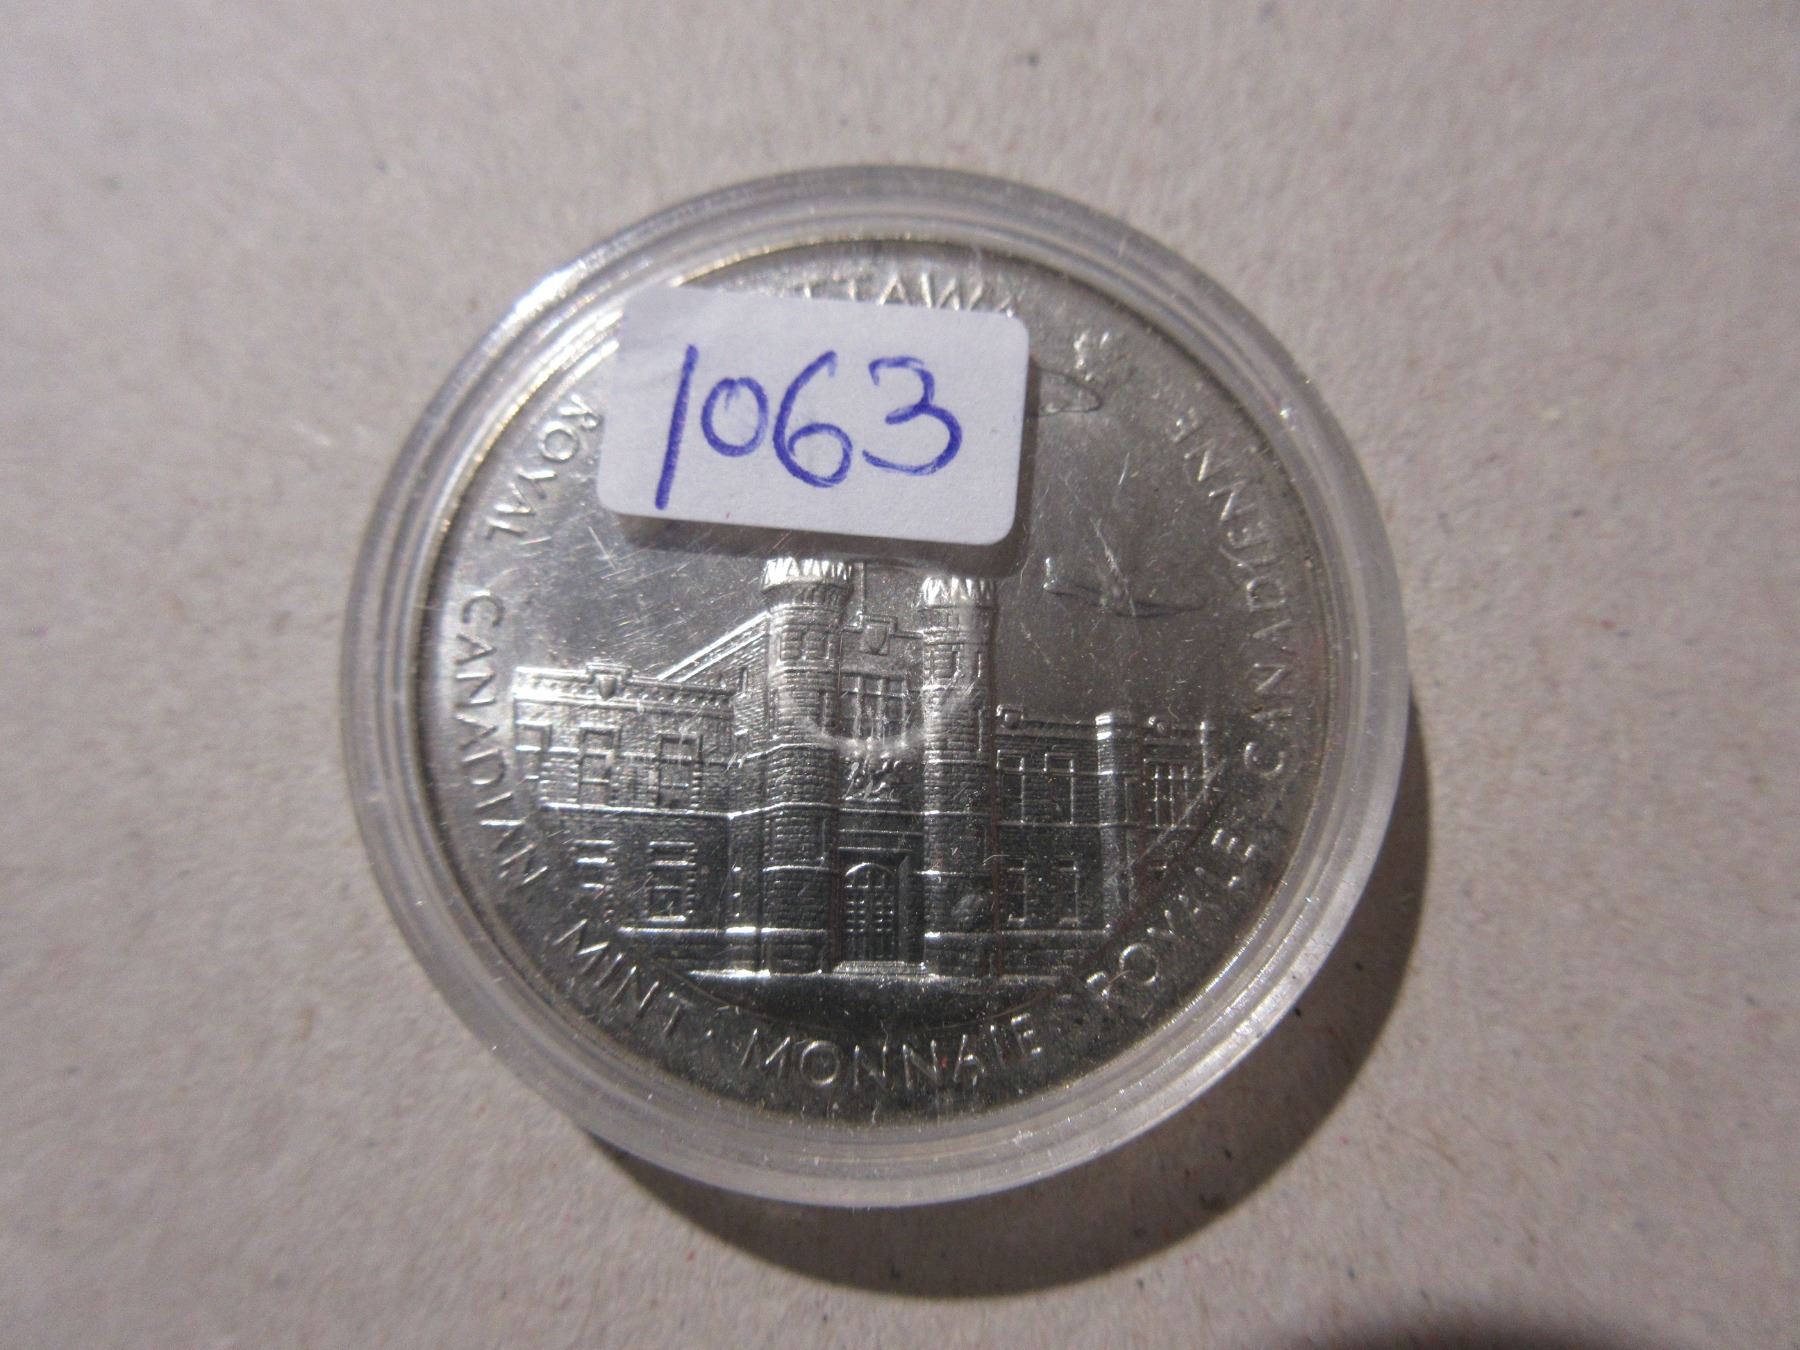 1063
ROYAL CANADIAN MINT · MONNAIE ROYALE CANADIENNE